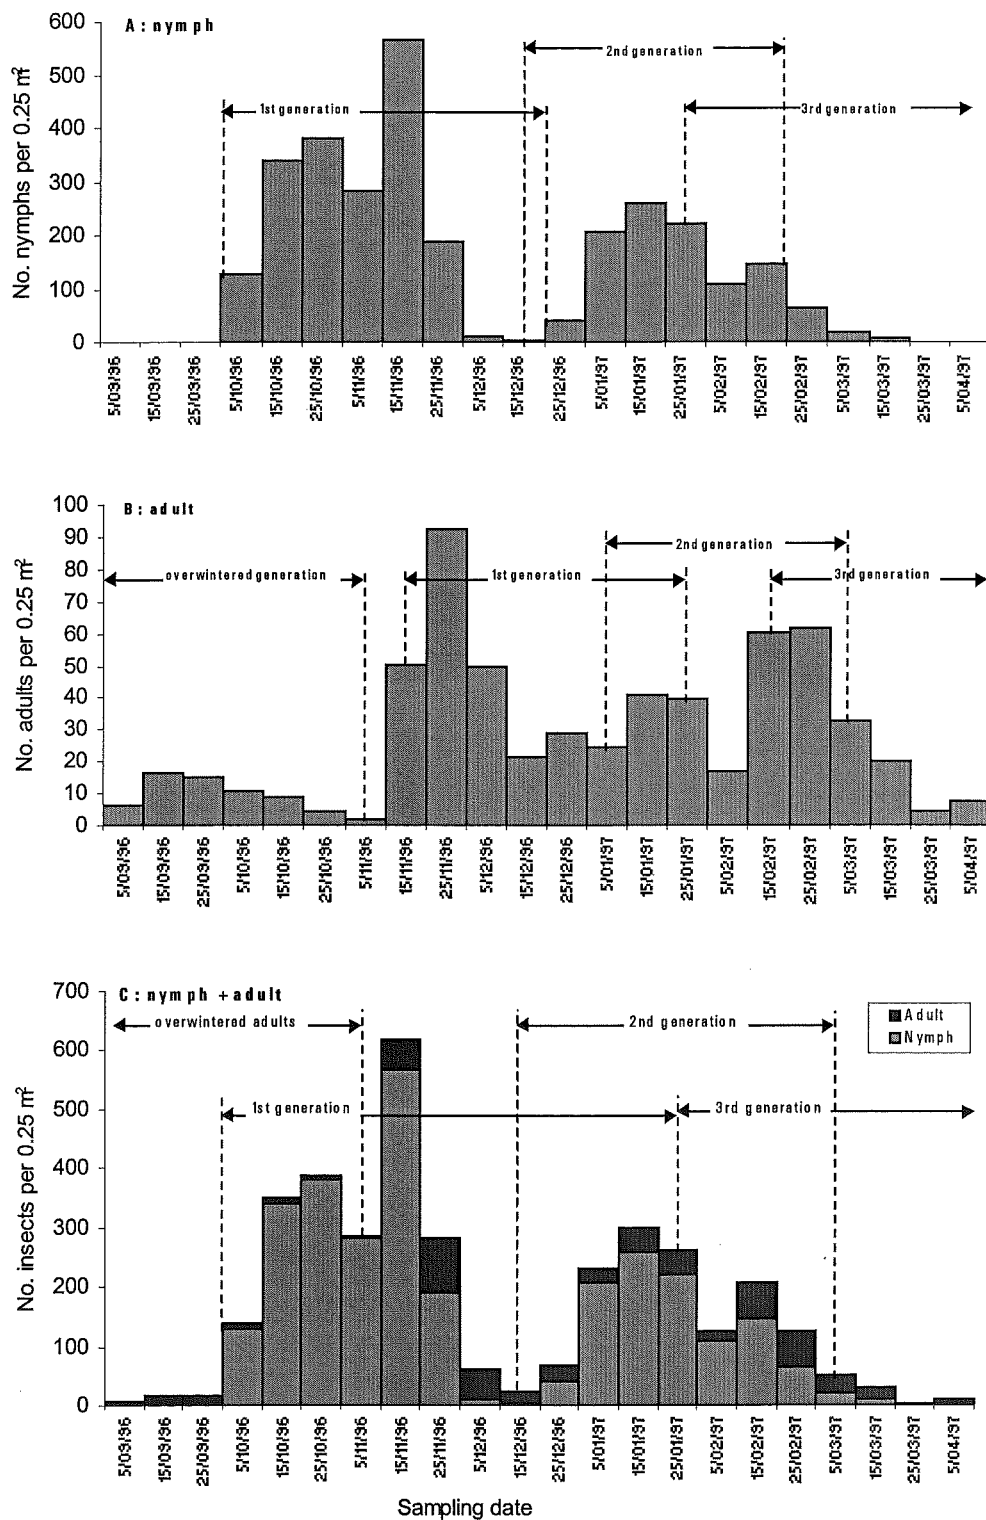 A : nymph
No. nymphs per 0.25 m²
600
500
400
300
200
100
0
1st generation
2nd generation
3rd generation
5/09/96 15/09/96 25/09/96 5/10/96 15/10/96 25/10/96 5/11/96 15/11/96 25/11/96 5/12/96 15/12/96 25/12/96 5/01/97 15/01/97 25/01/97 5/02/97 15/02/97 25/02/97 5/03/97 15/03/97 25/03/97 5/04/97
B : adult
No. adults per 0.25 m²
100
90
80
70
60
50
40
30
20
10
0
overwintered generation
1st generation
2nd generation
3rd generation
5/09/96 15/09/96 25/09/96 5/10/96 15/10/96 25/10/96 5/11/96 15/11/96 25/11/96 5/12/96 15/12/96 25/12/96 5/01/97 15/01/97 25/01/97 5/02/97 15/02/97 25/02/97 5/03/97 15/03/97 25/03/97 5/04/97
C : nymph + adult
No. insects per 0.25 m²
700
600
500
400
300
200
100
0
overwintered adults
1st generation
2nd generation
3rd generation
Adult
Nymph
5/09/96 15/09/96 25/09/96 5/10/96 15/10/96 25/10/96 5/11/96 15/11/96 25/11/96 5/12/96 15/12/96 25/12/96 5/01/97 15/01/97 25/01/97 5/02/97 15/02/97 25/02/97 5/03/97 15/03/97 25/03/97 5/04/97
Sampling date